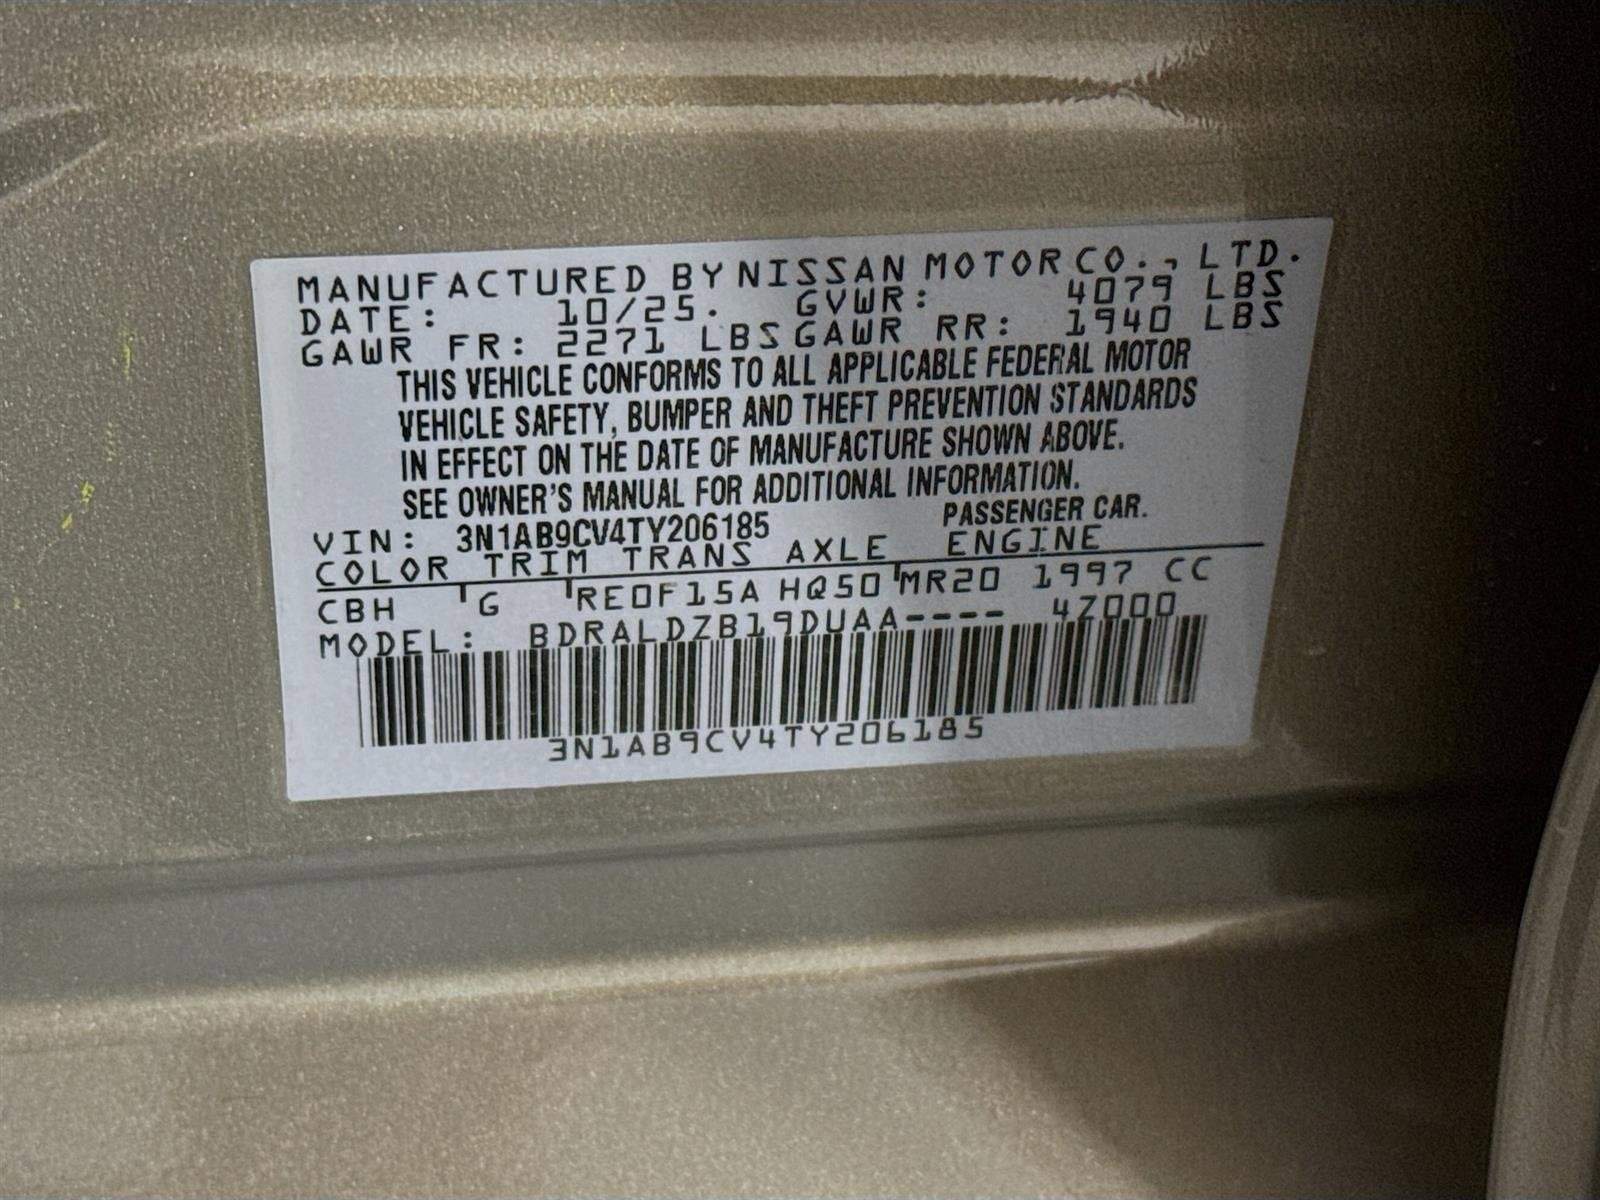 MANUFACTURED BY NISSAN MOTOR CO., LTD.
DATE: 10/25. GVWR: 4079 LBS
GAWR FR: 2271 LBS GAWR RR: 1940 LBS
THIS VEHICLE CONFORMS TO ALL APPLICABLE FEDERAL MOTOR
VEHICLE SAFETY, BUMPER AND THEFT PREVENTION STANDARDS
IN EFFECT ON THE DATE OF MANUFACTURE SHOWN ABOVE.
SEE OWNER'S MANUAL FOR ADDITIONAL INFORMATION.
VIN: 3N1AB9CV4TY206185 PASSENGER CAR.
COLOR TRIM TRANS AXLE ENGINE
CBH G RE0F15A HQ50 MR20 1997 CC
MODEL: BDRALDZB19DUAA---- 4Z000
3N1AB9CV4TY206185